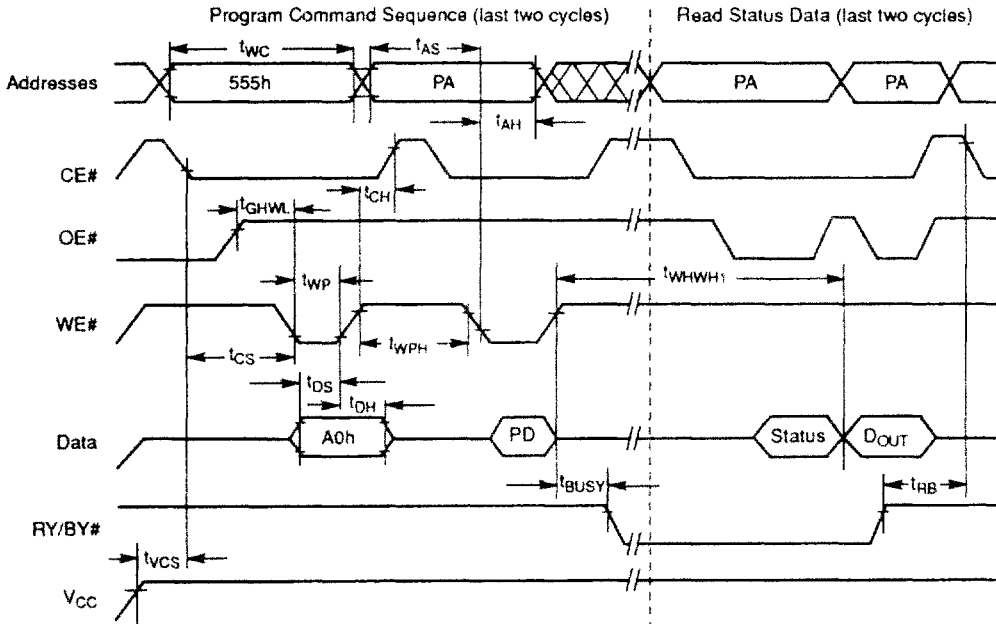 Program Command Sequence (last two cycles)
Read Status Data (last two cycles)
tWC
tAS
Addresses
555h
PA
PA
PA
tAH
CE#
tCH
tGHWL
OE#
tWP
tWHWH1
WE#
tCS
tWPH
tDS
tDH
Data
A0h
PD
Status
DOUT
tBUSY
tRB
RY/BY#
tVCS
VCC